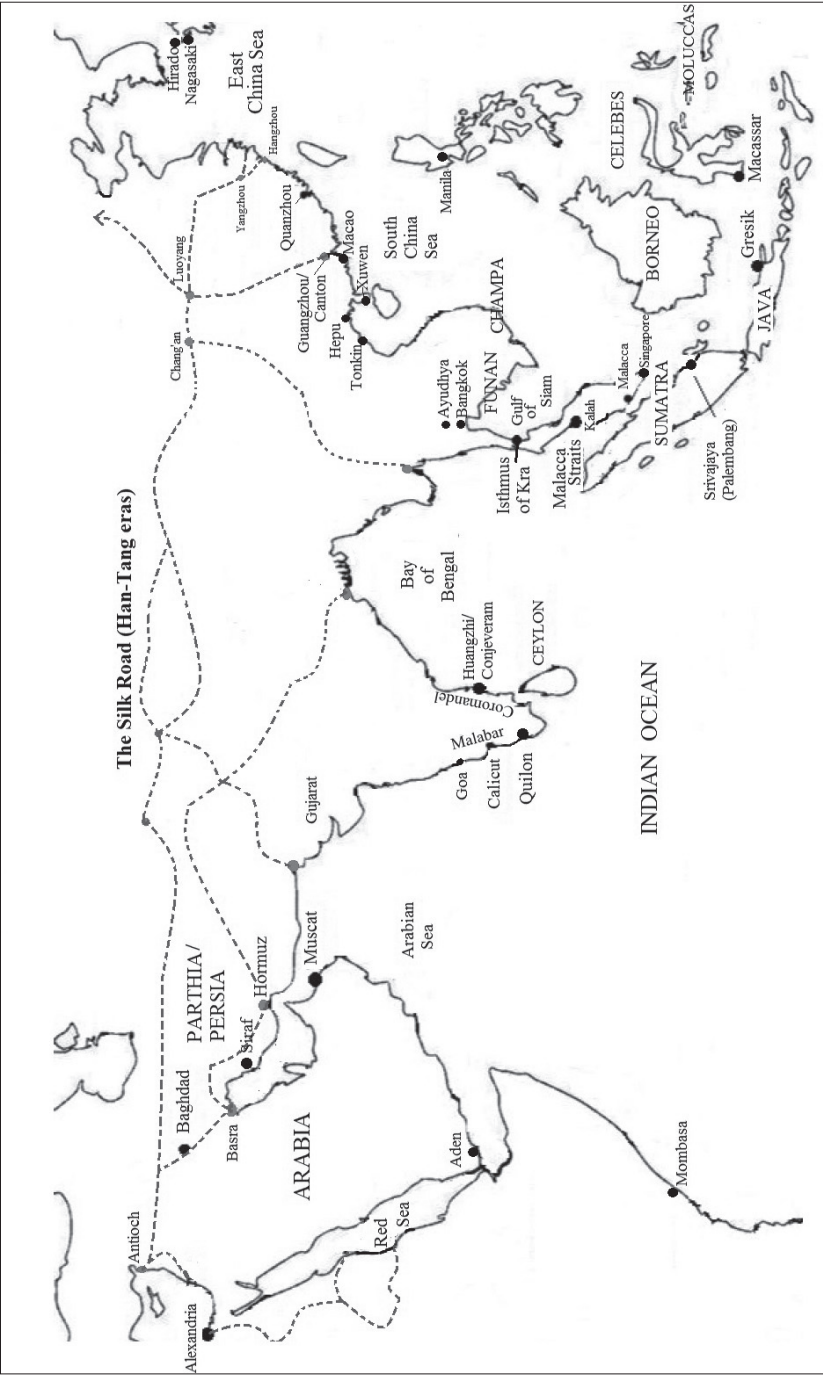 The Silk Road (Han-Tang eras)
Alexandria
Antioch
Baghdad
Basra
PARTHIA/
PERSIA
Siraf
Hormuz
Muscat
ARABIA
Red
Sea
Aden
Mombasa
Arabian
Sea
Gujarat
Goa
Calicut
Malabar
Quilon
Coromandel
Huangzhi/
Conjeveram
CEYLON
INDIAN OCEAN
Bay
of
Bengal
Chang'an
Luoyang
Yangzhou
Hangzhou
Hirado
Nagasaki
East
China Sea
Quanzhou
Guangzhou/
Canton
Macao
Hepu
Xuwen
Tonkin
South
China
Sea
Manila
CHAMPA
FUNAN
Ayudhya
Bangkok
Gulf
of
Siam
Isthmus
of Kra
Malacca
Straits
Kalah
Malacca
Singapore
SUMATRA
Srivajaya
(Palembang)
BORNEO
CELEBES
MOLUCCAS
Macassar
Gresik
JAVA